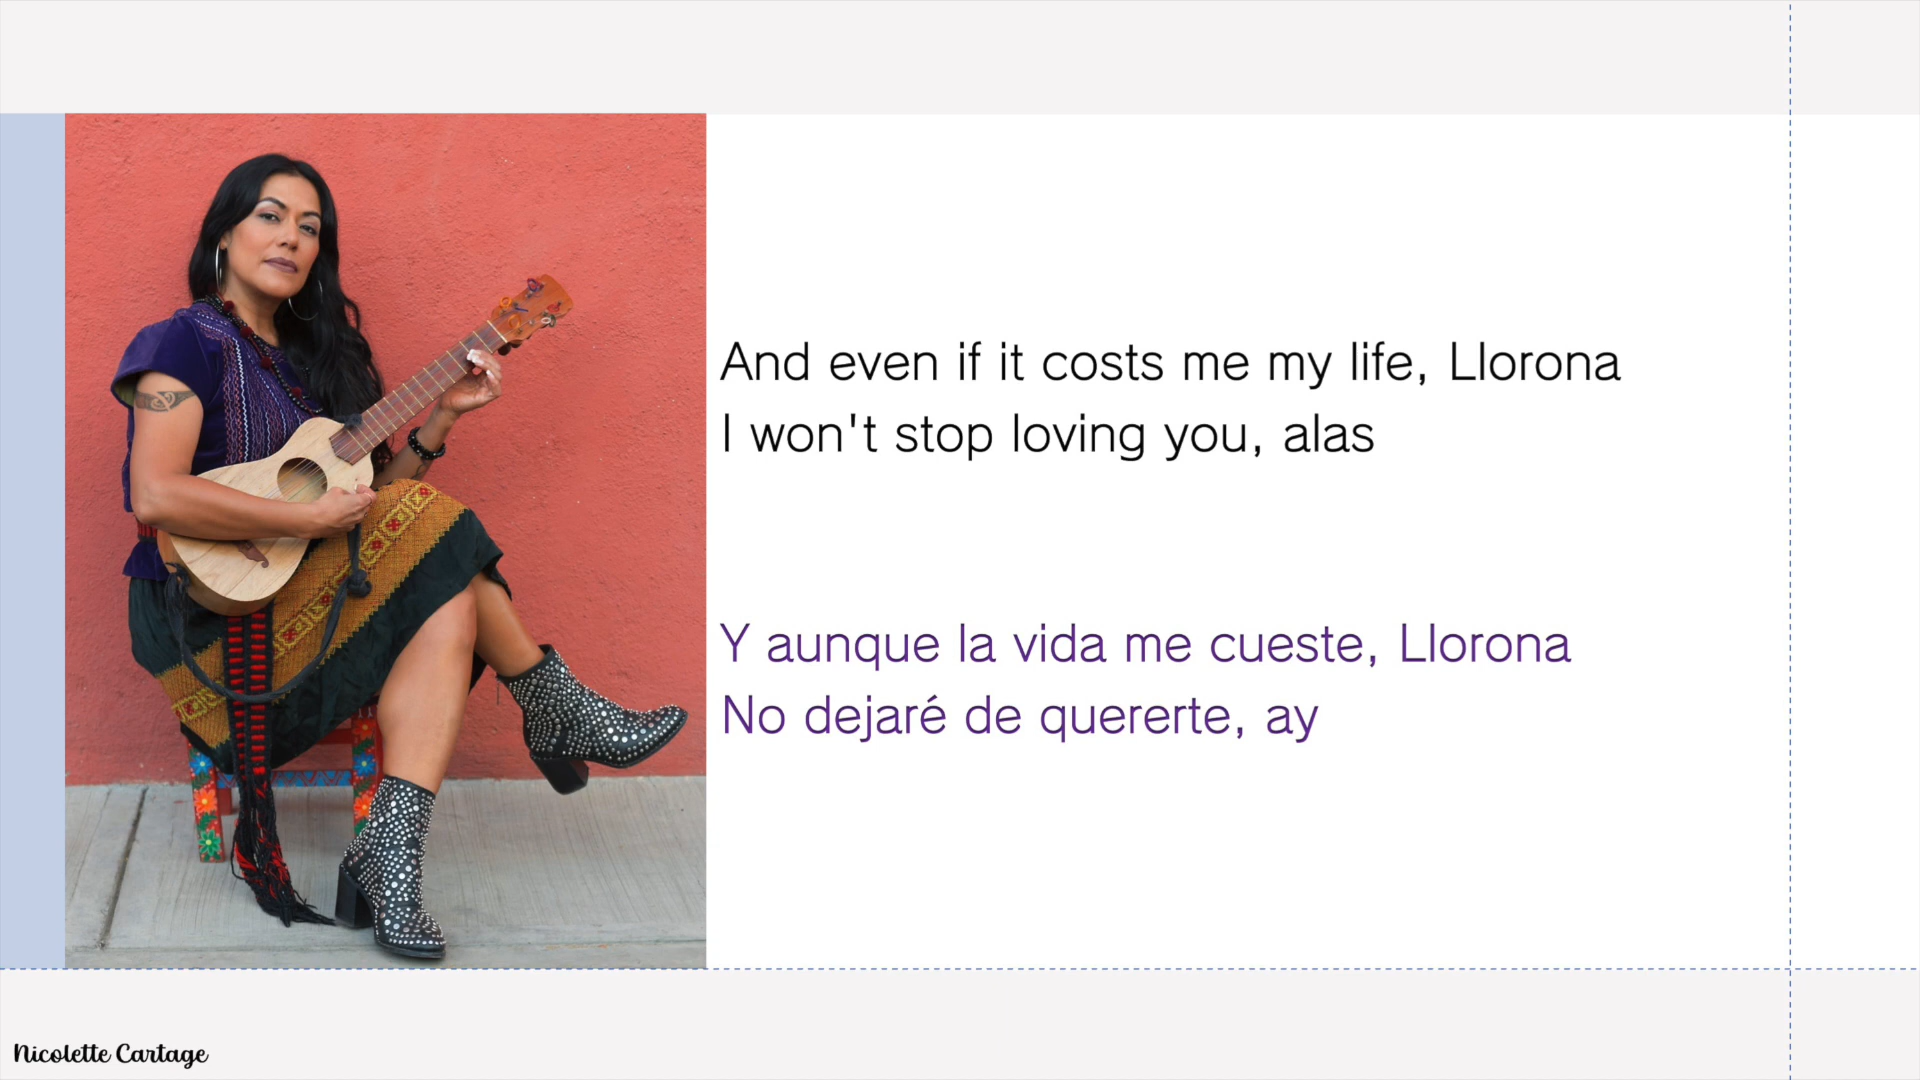 And even if it costs me my life, Llorona
I won't stop loving you, alas
Y aunque la vida me cueste, Llorona
No dejaré de quererte, ay
Nicolette Cartage